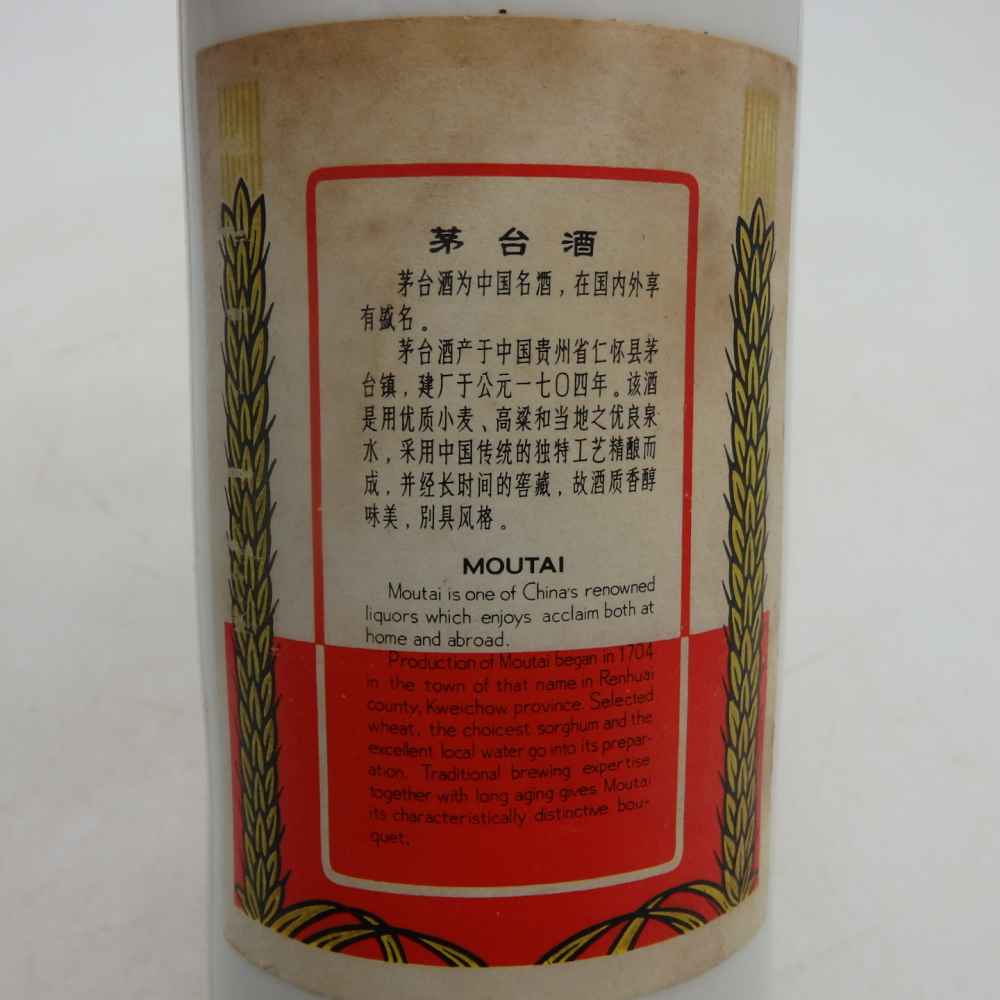 茅台酒
茅台酒为中国名酒，在国内外享
有盛名。
茅台酒产于中国贵州省仁怀县茅
台镇，建厂于公元一七〇四年。该酒
是用优质小麦、高粱和当地之优良泉
水，采用中国传统的独特工艺精酿而
成，并经长时间的窖藏，故酒质香醇
味美，别具风格。
MOUTAI
Moutai is one of China's renowned
liquors which enjoys acclaim both at
home and abroad.
Production of Moutai began in 1704
in the town of that name in Renhuai
county, Kweichow province. Selected
wheat, the choicest sorghum and the
excellent local water go into its prepar-
ation. Traditional brewing expertise
together with long aging gives Moutai
its characteristically distinctive bou-
quet.